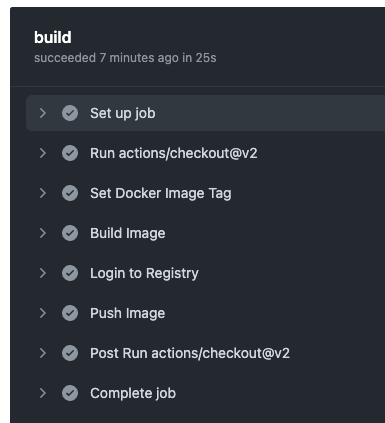 build
succeeded 7 minutes ago in 25s
Set up job
Run actions/checkout@v2
Set Docker Image Tag
Build Image
Login to Registry
Push Image
Post Run actions/checkout@v2
Complete job